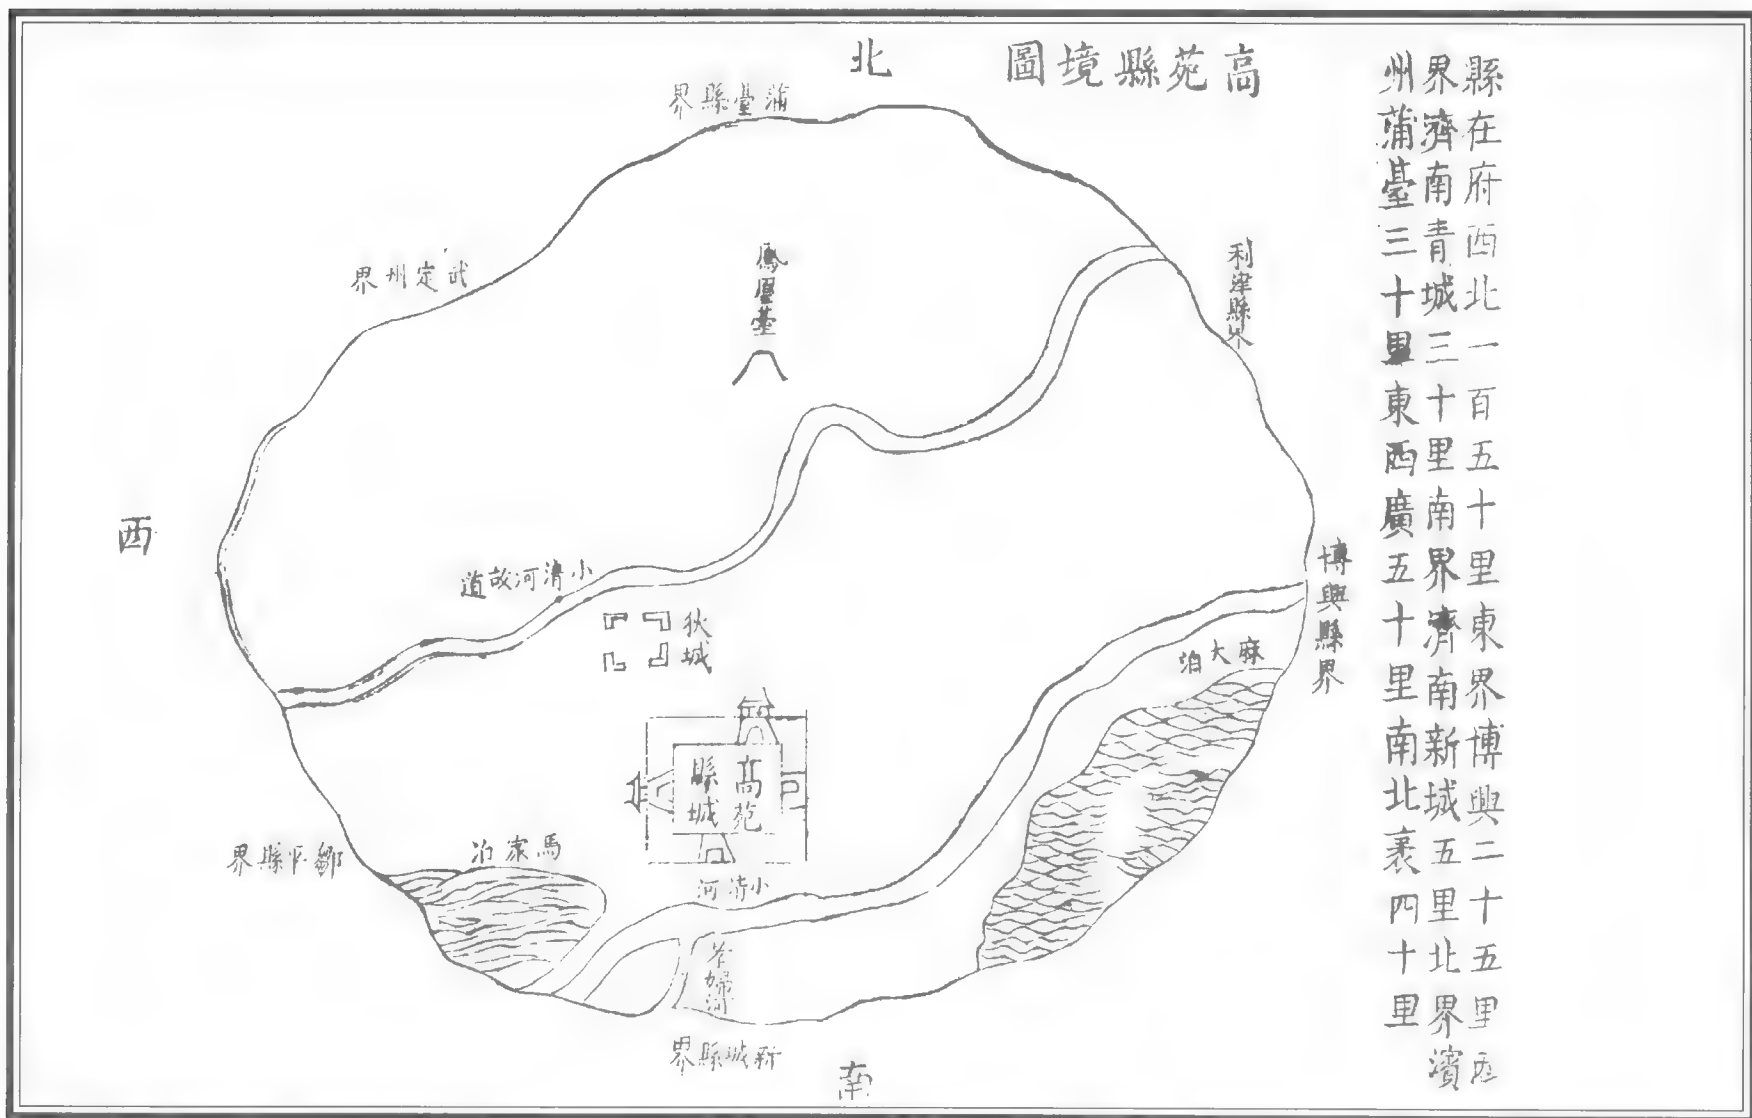 高苑縣境圖
縣在府西北一百五十里東界博興二十五里西
界濟南青城三十里南界濟南新城五里北界濱
州蒲臺三十里東西廣五十里南北袤四十里
北
蒲臺縣界
武定州界
鳳凰臺
利津縣界
西
小清河故道
狄城
博興縣界
麻大泊
高苑
縣城
鄒平縣界
馬家泊
小清河
孝婦河
新城縣界
南